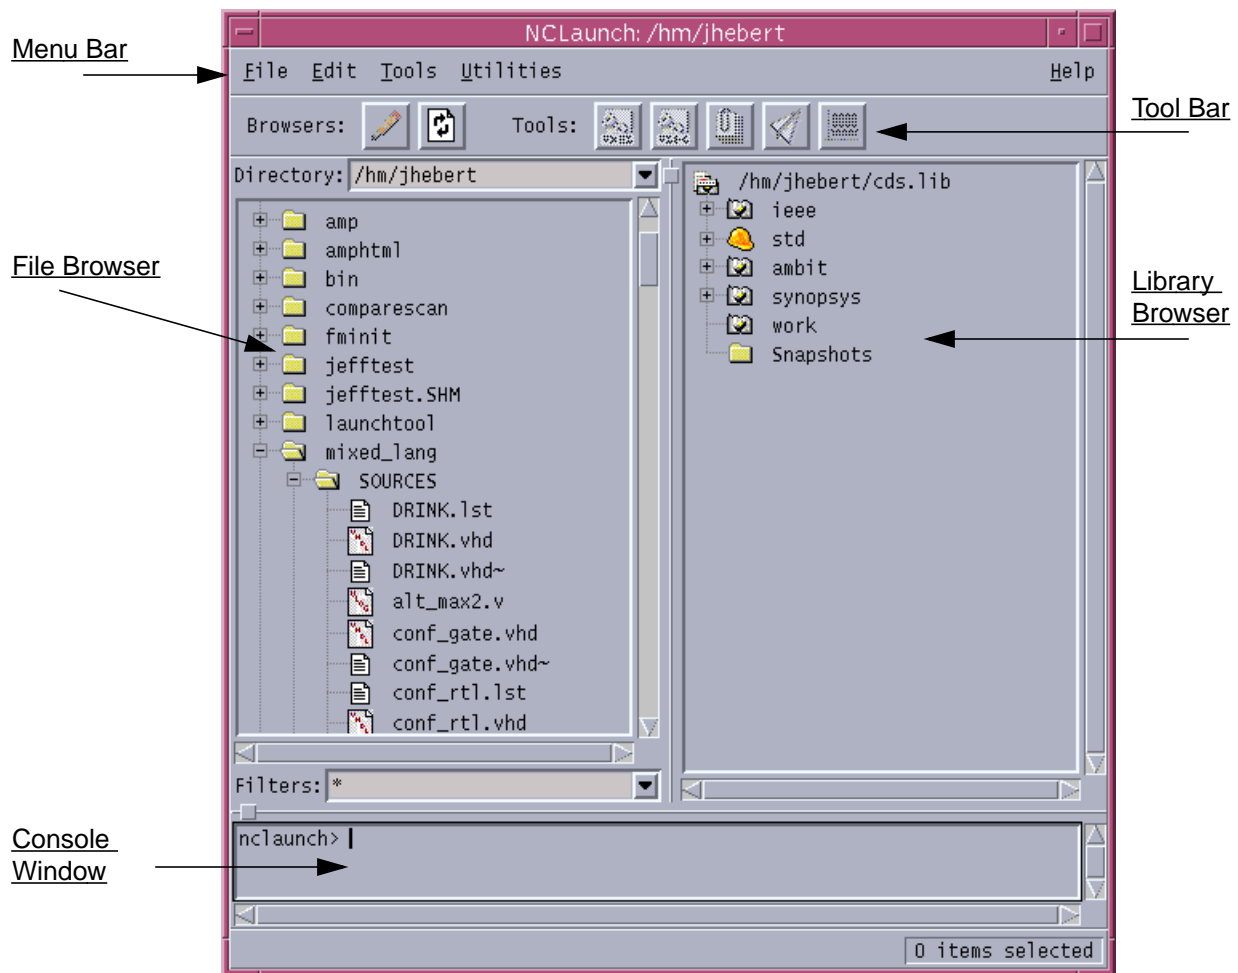 NCLaunch: /hm/jhebert
Menu Bar
File Edit Tools Utilities Help
Browsers: Tools:
Tool Bar
Directory: /hm/jhebert
amp
amphtml
bin
comparescan
fminit
jefftest
jefftest.SHM
launchtool
mixed_lang
SOURCES
DRINK.lst
DRINK.vhd
DRINK.vhd~
alt_max2.v
conf_gate.vhd
conf_gate.vhd~
conf_rtl.lst
conf_rtl.vhd
Filters: *
File Browser
/hm/jhebert/cds.lib
ieee
std
ambit
synopsys
work
Snapshots
Library
Browser
Console
Window
nclaunch>
0 items selected